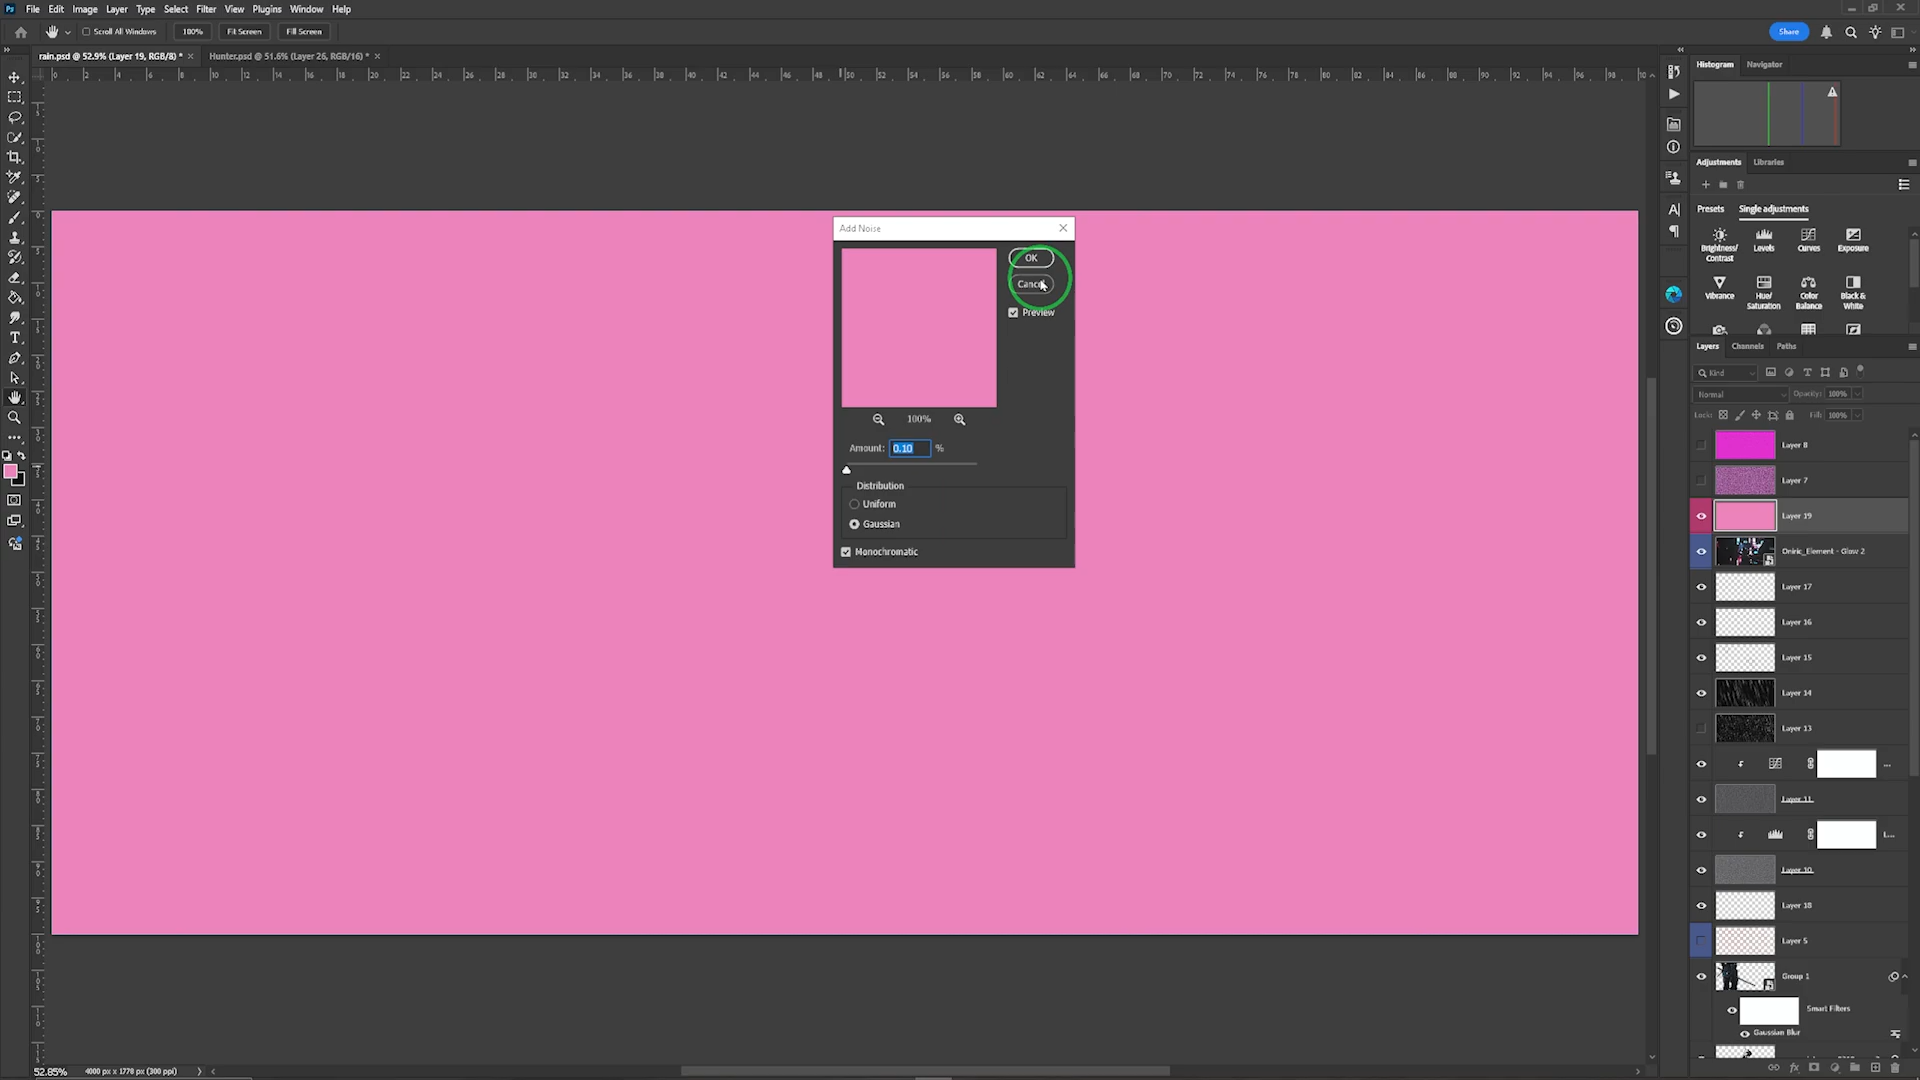 Ps File Edit Image Layer Type Select Filter View Plugins Window Help
Scroll All Windows 100% Fit Screen Fill Screen Share
rain.psd @ 52.9% (Layer 19, RGB/8) * × Hunter.psd @ 51.6% (Layer 26, RGB/16) * ×
Histogram Navigator
Adjustments Libraries
Presets Single adjustments
Brightness/ Contrast
Levels
Curves
Exposure
Vibrance
Hue/ Saturation
Color Balance
Black & White
Layers Channels Paths
Kind
Normal Opacity: 100%
Lock: Fill: 100%
Layer 8
Layer 7
Layer 19
Oniric_Element - Glow 2
Layer 17
Layer 16
Layer 15
Layer 14
Layer 13
...
Layer 11
L...
Layer 10
Layer 18
Layer 5
Group 1
Smart Filters
Gaussian Blur
Add Noise
OK
Cancel
Preview
100%
Amount: 0.10 %
Distribution
Uniform
Gaussian
Monochromatic
52.85% 4000 px x 1778 px (300 ppi)